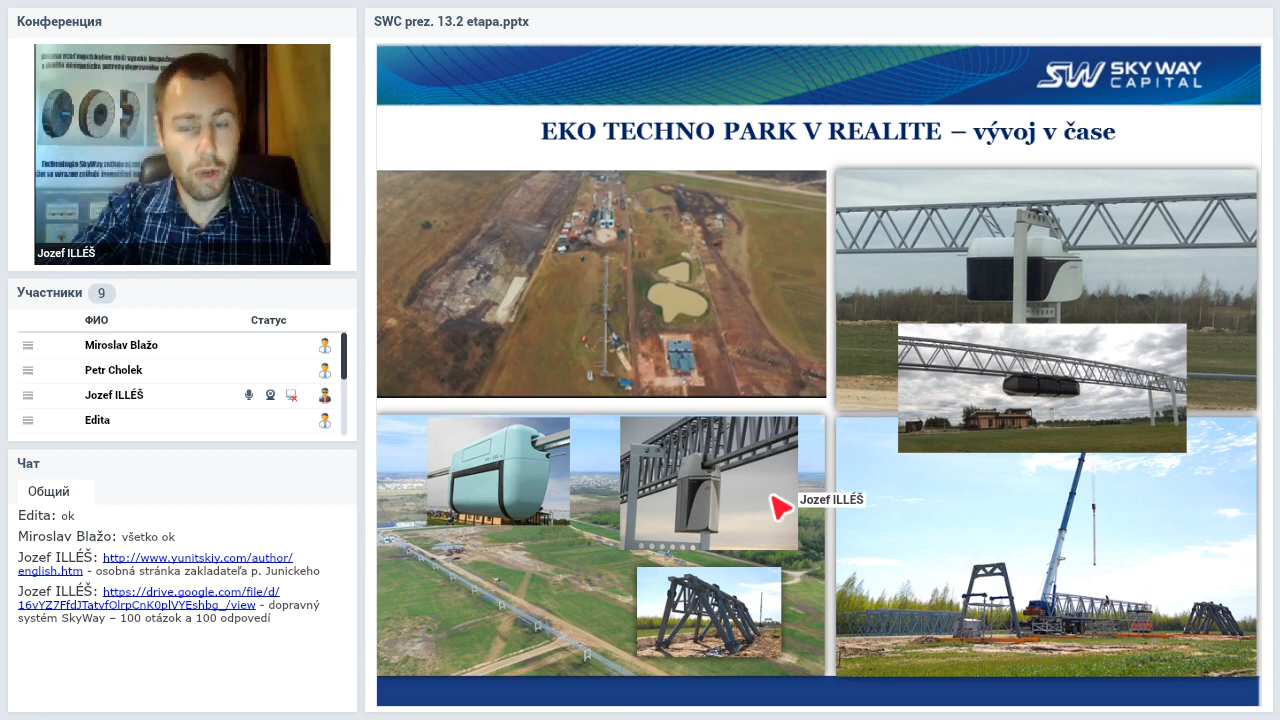 Конференция
Jozef ILLÉŠ
Участники 9
ФИО Статус
Miroslav Blažo
Petr Cholek
Jozef ILLÉŠ
Edita
Чат
Общий
Edita: ok
Miroslav Blažo: všetko ok
Jozef ILLÉŠ: http://www.yunitskiy.com/author/
english.htm - osobná stránka zakladateľa p. Junickeho
Jozef ILLÉŠ: https://drive.google.com/file/d/
16vYZ7FfdJTatvfOlrpCnK0plVYEshbg_/view - dopravný
systém SkyWay – 100 otázok a 100 odpovedí
SWC prez. 13.2 etapa.pptx
SW SKY WAY
CAPITAL
EKO TECHNO PARK V REALITE – vývoj v čase
Jozef ILLÉŠ